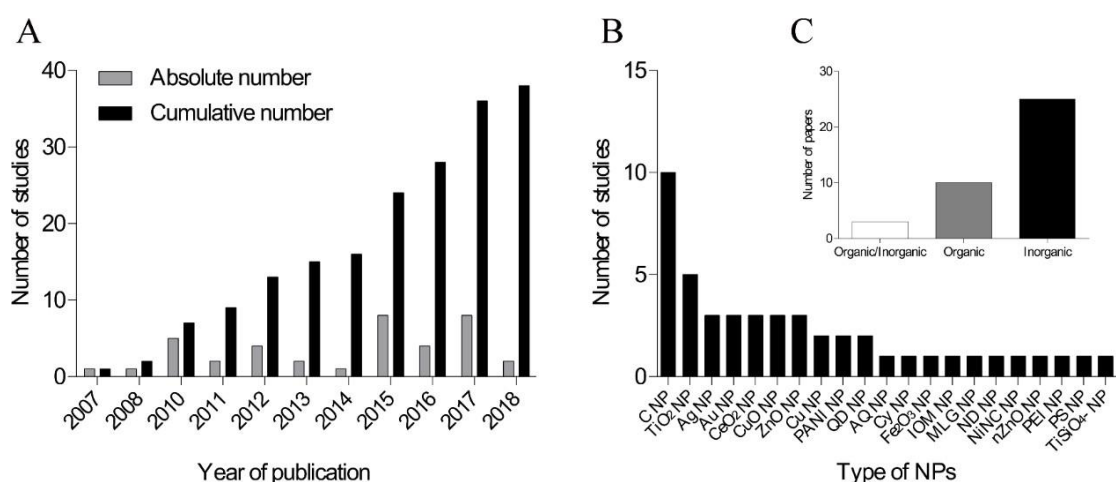 A
Absolute number
Cumulative number
Number of studies
40
30
20
10
0
2007
2008
2010
2011
2012
2013
2014
2015
2016
2017
2018
Year of publication
B
Number of studies
15
10
5
0
C NP
TiO₂ NP
Ag NP
Au NP
CeO₂ NP
CuO NP
ZnO NP
Cu NP
PANI NP
QD NP
AQ NP
Cy NP
Fe₂O₃ NP
IOM NP
MLG NP
ND NP
NiNC NP
nZnO NP
PEI NP
PS NP
TiSiO₄- NP
Type of NPs
C
Number of papers
30
20
10
0
Organic/Inorganic
Organic
Inorganic